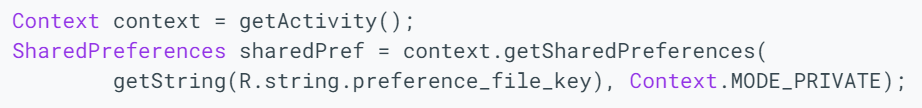 Context context = getActivity();
SharedPreferences sharedPref = context.getSharedPreferences(
        getString(R.string.preference_file_key), Context.MODE_PRIVATE);